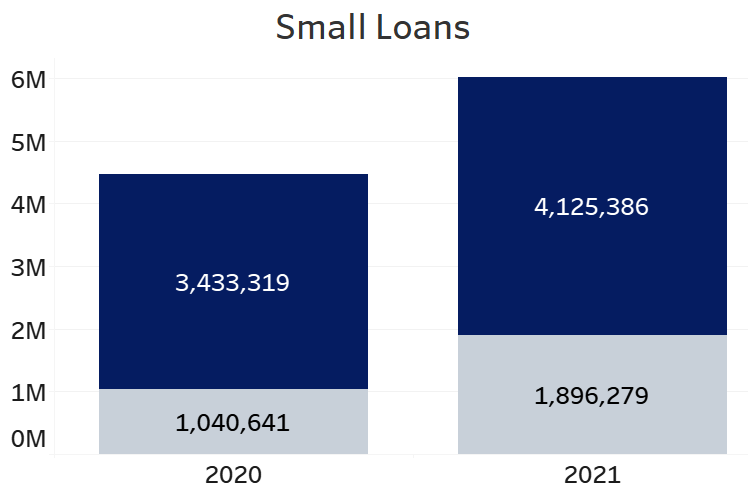 Small Loans
6M
5M
4M
3M
2M
1M
0M
4,125,386
3,433,319
1,896,279
1,040,641
2020
2021